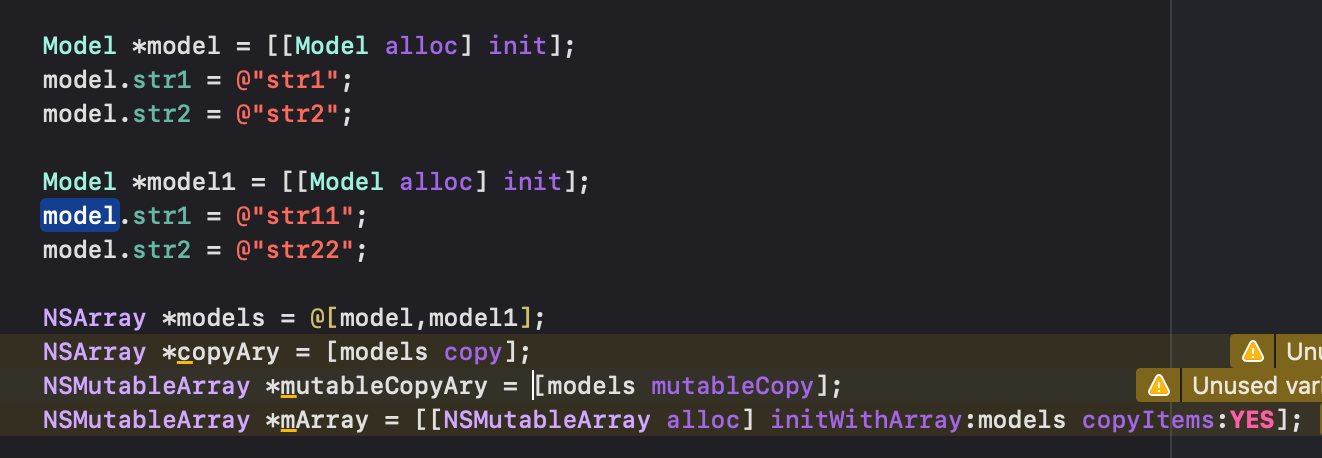 Model *model = [[Model alloc] init];
model.str1 = @"str1";
model.str2 = @"str2";
Model *model1 = [[Model alloc] init];
model.str1 = @"str11";
model.str2 = @"str22";
NSArray *models = @[model,model1];
NSArray *copyAry = [models copy];
NSMutableArray *mutableCopyAry = [models mutableCopy]; Unused
NSMutableArray *mArray = [[NSMutableArray alloc] initWithArray:models copyItems:YES];